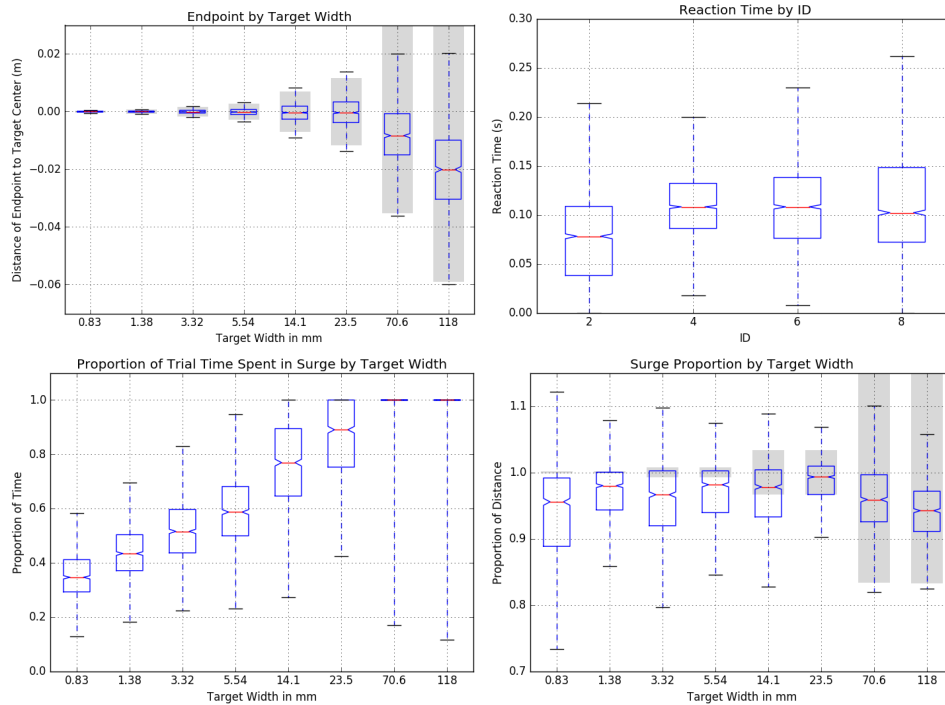 Endpoint by Target Width
0.02
0.00
−0.02
−0.04
−0.06
Distance of Endpoint to Target Center (m)
0.83 1.38 3.32 5.54 14.1 23.5 70.6 118
Target Width in mm
Reaction Time by ID
0.30
0.25
0.20
0.15
0.10
0.05
0.00
Reaction Time (s)
2 4 6 8
ID
Proportion of Trial Time Spent in Surge by Target Width
1.0
0.8
0.6
0.4
0.2
0.0
Proportion of Time
0.83 1.38 3.32 5.54 14.1 23.5 70.6 118
Target Width in mm
Surge Proportion by Target Width
1.1
1.0
0.9
0.8
0.7
Proportion of Distance
0.83 1.38 3.32 5.54 14.1 23.5 70.6 118
Target Width in mm